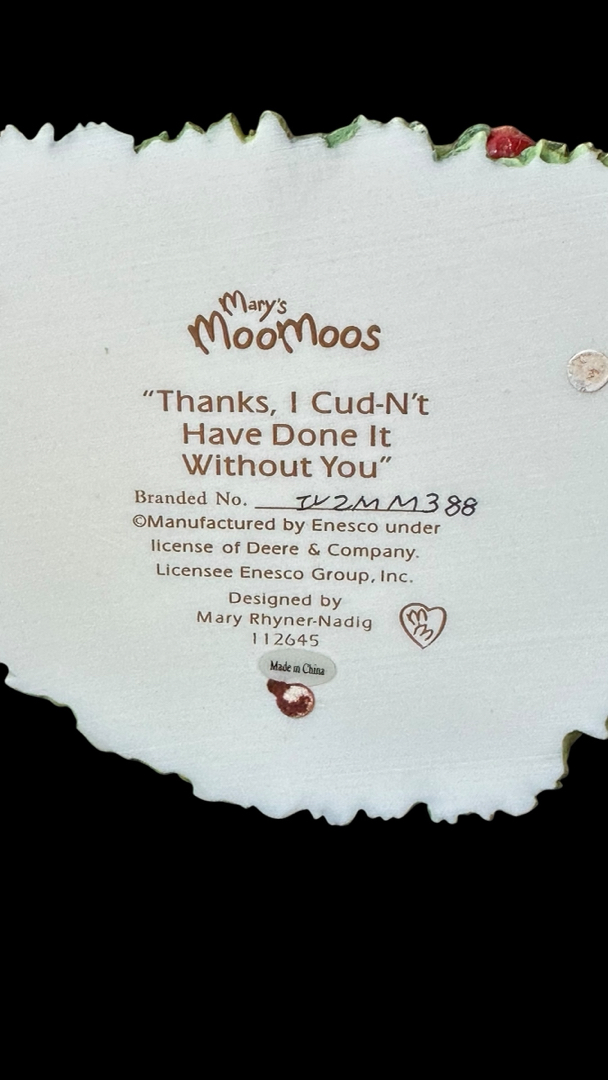 Mary's
MooMoos
"Thanks, I Cud-N't
Have Done It
Without You"
Branded No. IV2MM388
©Manufactured by Enesco under
license of Deere & Company.
Licensee Enesco Group, Inc.
Designed by
Mary Rhyner-Nadig
112645
MM
Made in China